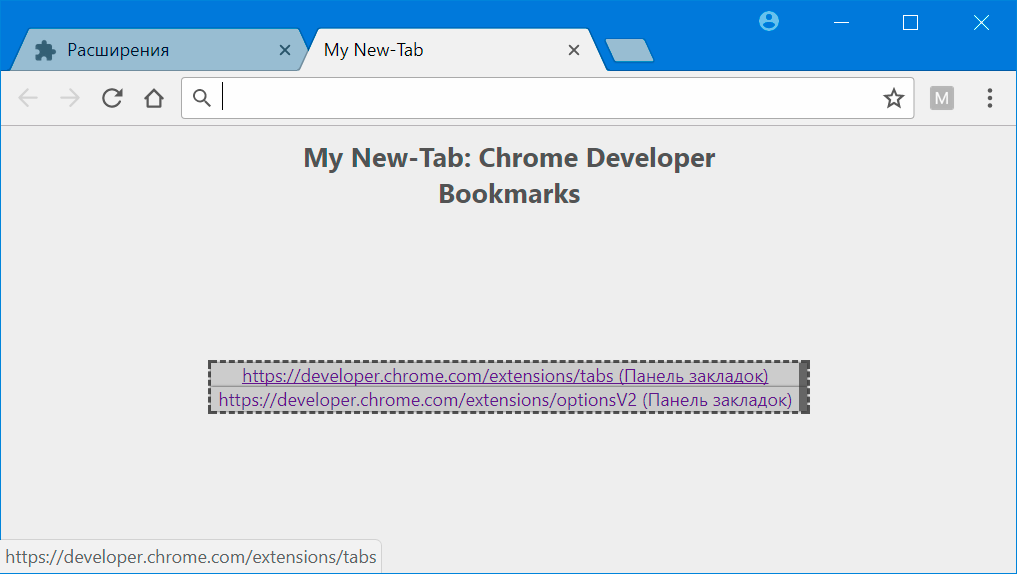 Расширения
My New-Tab
M
My New-Tab: Chrome Developer
Bookmarks
https://developer.chrome.com/extensions/tabs (Панель закладок)
https://developer.chrome.com/extensions/optionsV2 (Панель закладок)
https://developer.chrome.com/extensions/tabs